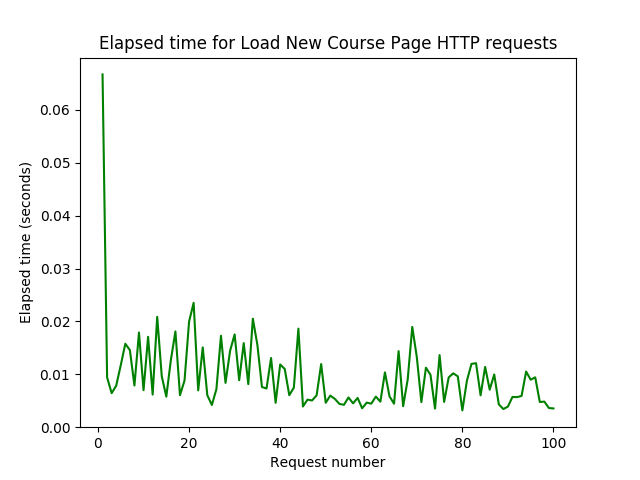 Elapsed time for Load New Course Page HTTP requests
0.06
0.05
0.04
0.03
0.02
0.01
0.00
Elapsed time (seconds)
0 20 40 60 80 100
Request number